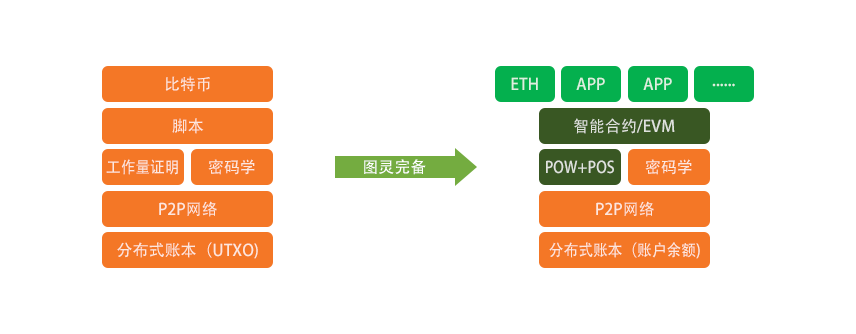 比特币
脚本
工作量证明 密码学
P2P网络
分布式账本（UTXO)
图灵完备
ETH APP APP ······
智能合约/EVM
POW+POS 密码学
P2P网络
分布式账本（账户余额)